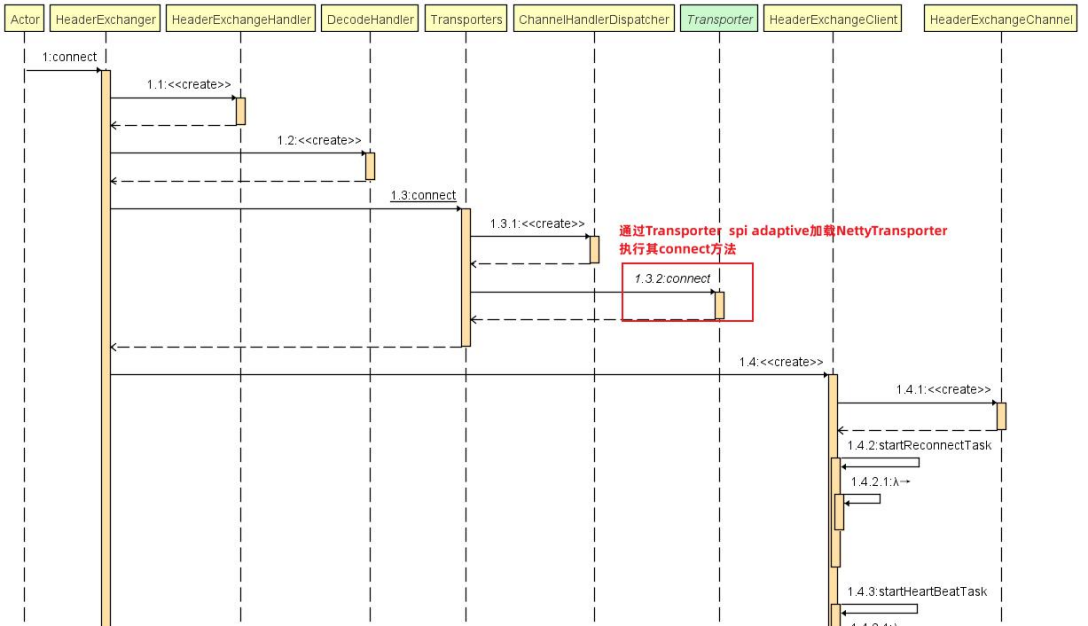 Actor HeaderExchanger HeaderExchangeHandler DecodeHandler Transporters ChannelHandlerDispatcher Transporter HeaderExchangeClient HeaderExchangeChannel
1:connect
1.1:<<create>>
1.2:<<create>>
1.3:connect
1.3.1:<<create>>
通过Transporter spi adaptive加载NettyTransporter
执行其connect方法
1.3.2:connect
1.4:<<create>>
1.4.1:<<create>>
1.4.2:startReconnectTask
1.4.2.1:λ→
1.4.3:startHeartBeatTask